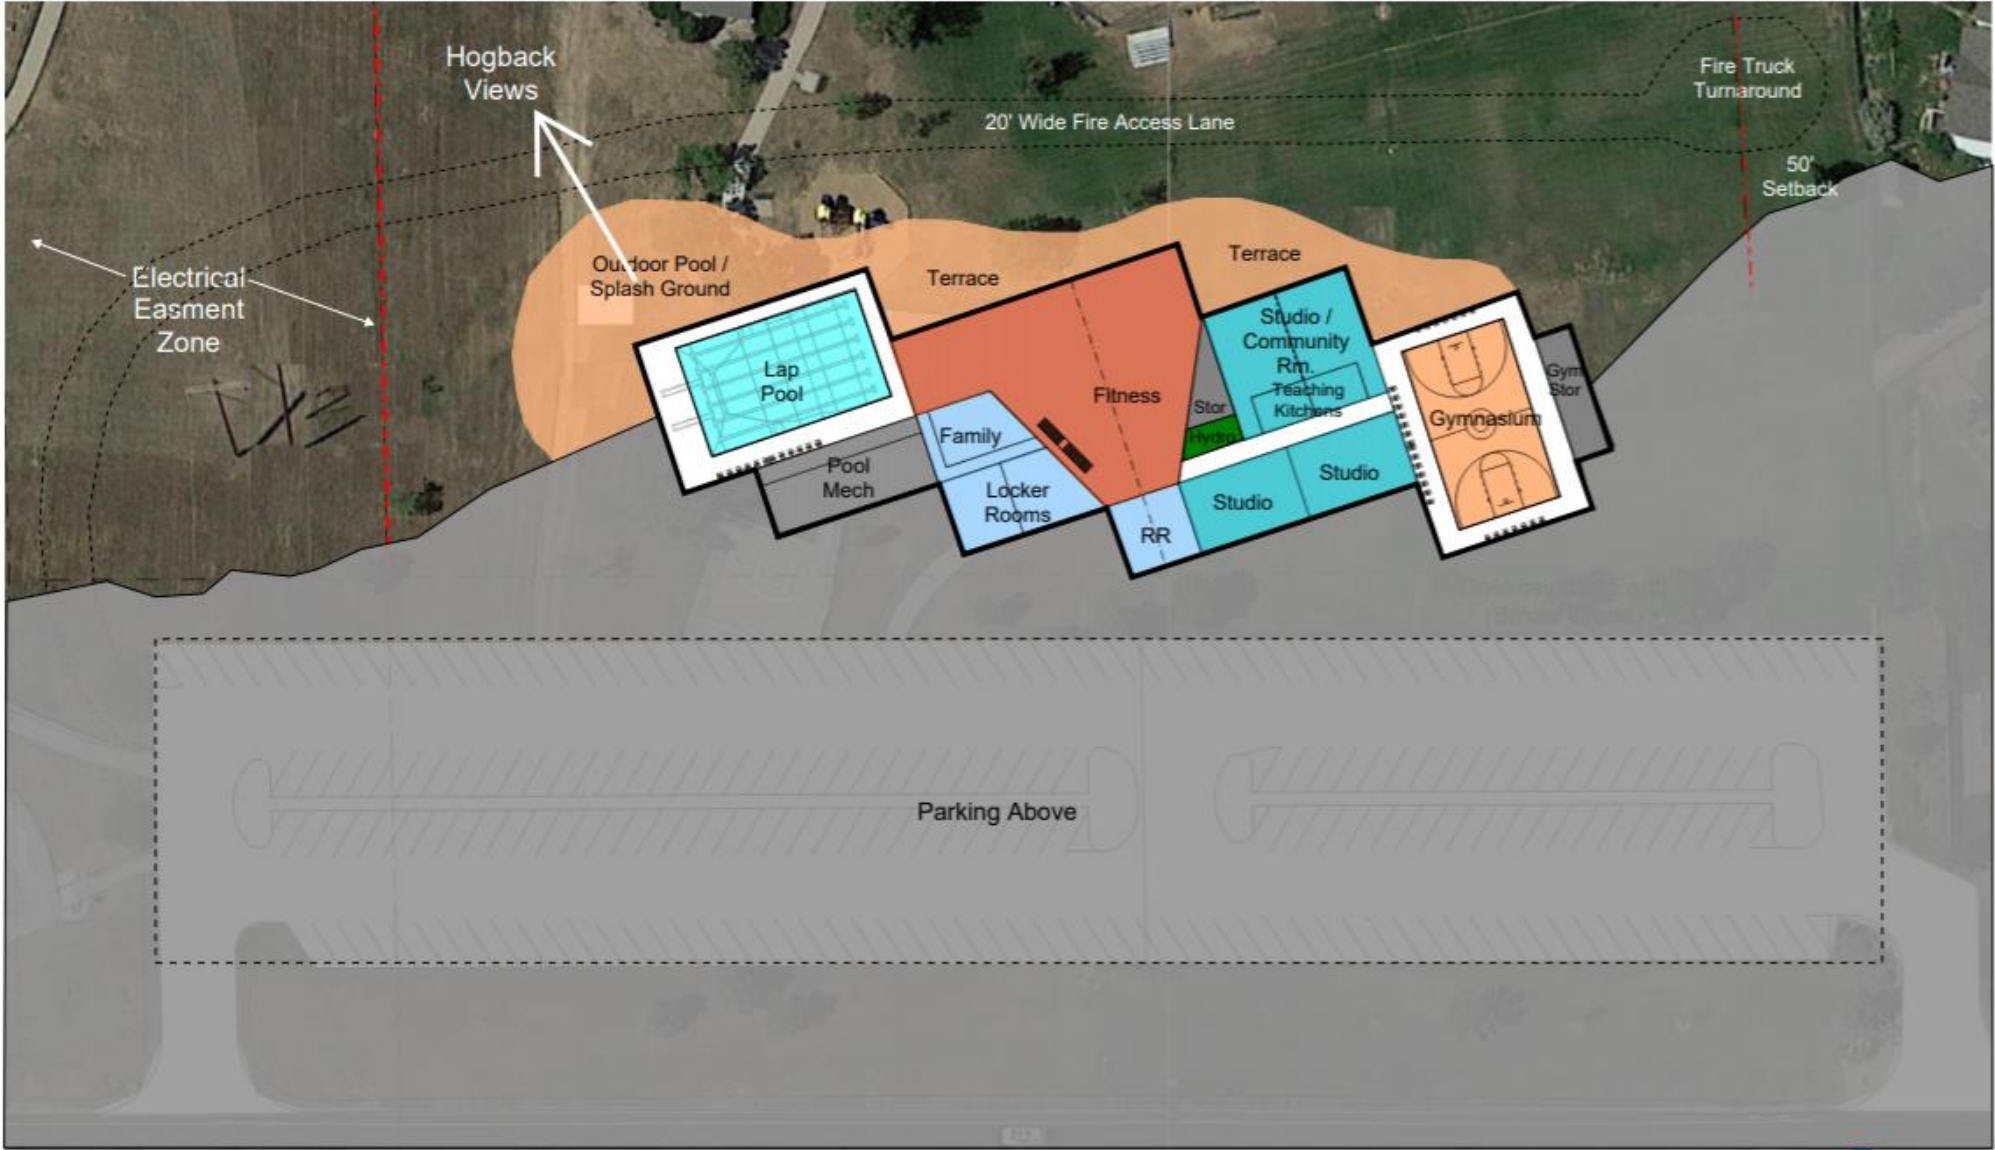 Hogback
Views
Fire Truck
Turnaround
20' Wide Fire Access Lane
50'
Setback
Electrical
Easment
Zone
Outdoor Pool /
Splash Ground
Terrace
Terrace
Lap
Pool
Fitness
Studio /
Community
Rm.
Teaching
Kitchens
Stor
Hydro
Gym
Stor
Gymnasium
Family
Pool
Mech
Locker
Rooms
RR
Studio
Studio
Parking Above